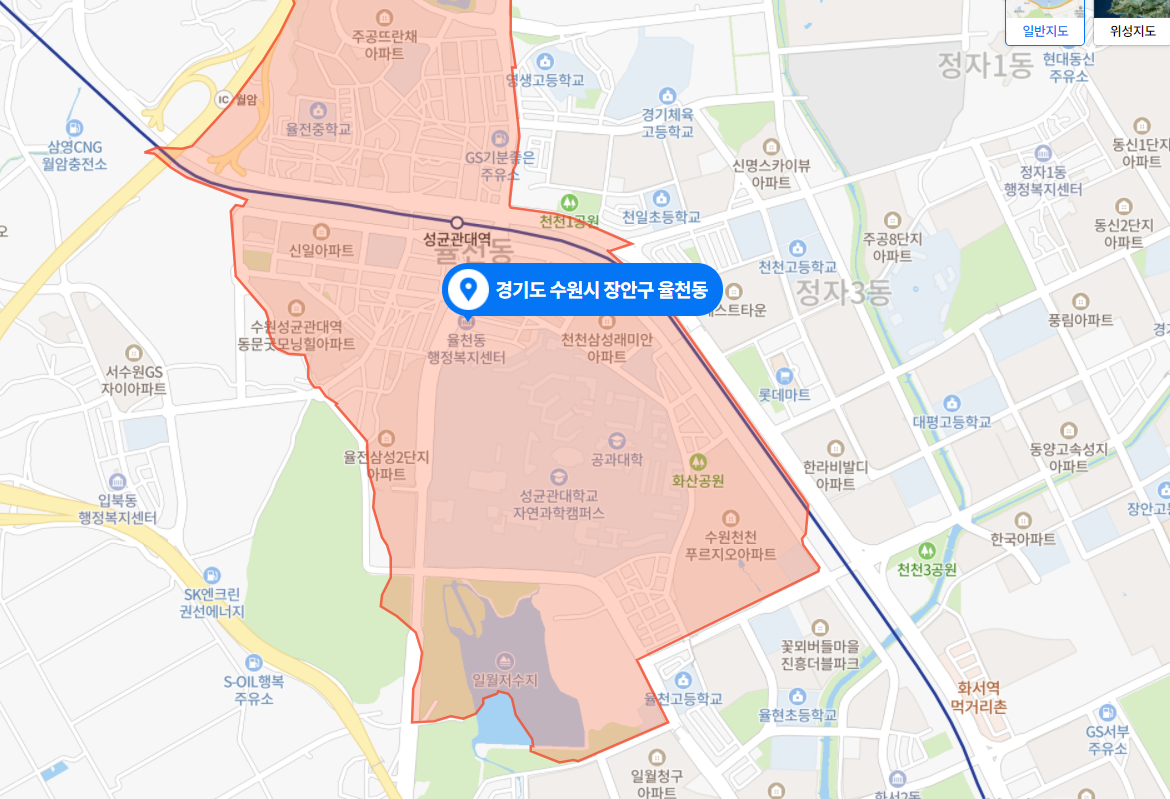 일반지도
위성지도
주공뜨란채
아파트
영생고등학교
정자1동
현대동신
주유소
IC 월암
율전중학교
경기체육
고등학교
삼영CNG
월암충전소
GS기분좋은
주유소
신명스카이뷰
아파트
정자1동
행정복지센터
동신1단지
아파트
천천1공원
천일초등학교
성균관대역
율전동
신일아파트
주공8단지
아파트
동신2단지
아파트
천천고등학교
정자3동
경기도 수원시 장안구 율천동
수원성균관대역
동문굿모닝힐아파트
율천동
행정복지센터
천천삼성래미안
아파트
풍림아파트
서수원GS
자이아파트
롯데마트
대평고등학교
율전삼성2단지
아파트
공과대학
화산공원
한라비발디
아파트
동양고속성지
아파트
입북동
행정복지센터
성균관대학교
자연과학캠퍼스
수원천천
푸르지오아파트
한국아파트
천천3공원
SK엔크린
권선에너지
꽃뫼버들마을
진흥더블파크
S-OIL행복
주유소
일월저수지
율천고등학교
율현초등학교
화서역
먹거리촌
GS서부
주유소
일월청구
아파트
화서2동